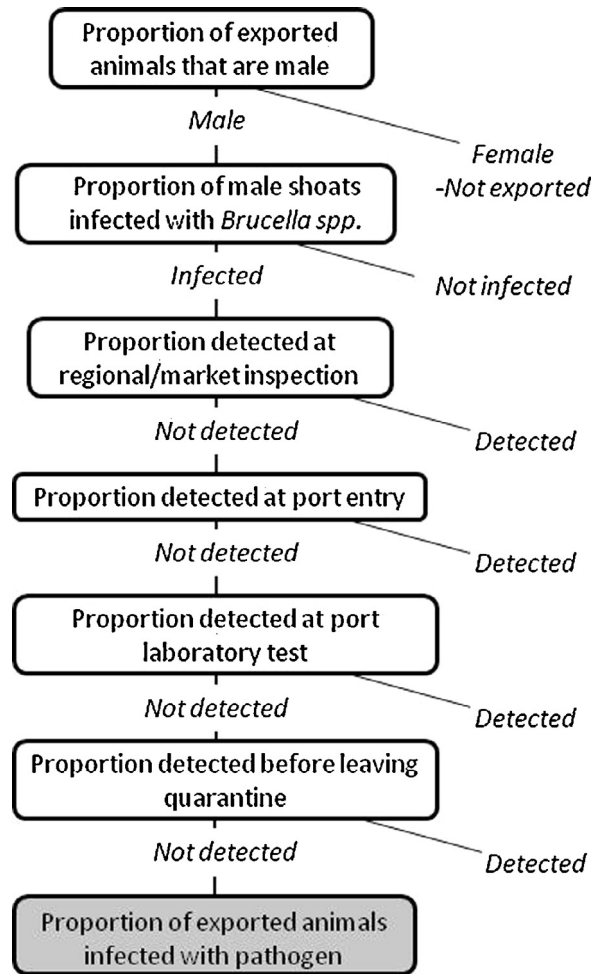 Proportion of exported
animals that are male
Male
Female
-Not exported
Proportion of male shoats
infected with Brucella spp.
Infected
Not infected
Proportion detected at
regional/market inspection
Not detected
Detected
Proportion detected at port entry
Not detected
Detected
Proportion detected at port
laboratory test
Not detected
Detected
Proportion detected before leaving
quarantine
Not detected
Detected
Proportion of exported animals
infected with pathogen